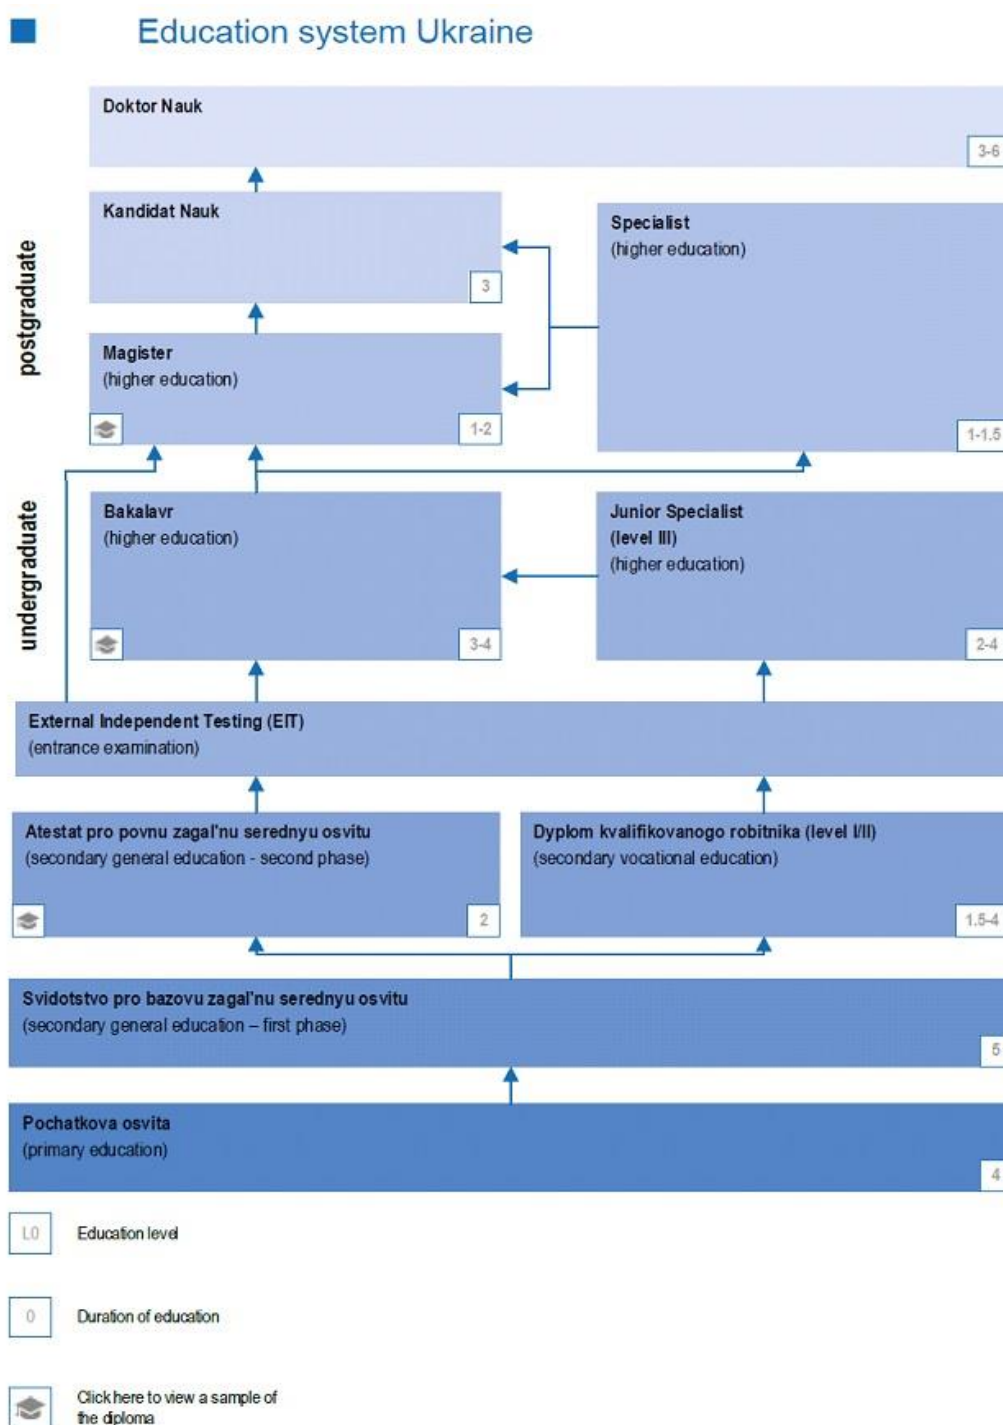 Education system Ukraine
Doktor Nauk
3-6
Kandidat Nauk
3
Specialist
(higher education)
1-1.5
Magister
(higher education)
1-2
postgraduate
Bakalavr
(higher education)
3-4
Junior Specialist
(level III)
(higher education)
2-4
undergraduate
External Independent Testing (EIT)
(entrance examination)
Atestat pro povnu zagal'nu serednyu osvitu
(secondary general education - second phase)
2
Dyplom kvalifikovanogo robitnika (level I/II)
(secondary vocational education)
1.5-4
Svidotstvo pro bazovu zagal'nu serednyu osvitu
(secondary general education – first phase)
5
Pochatkova osvita
(primary education)
4
L0
Education level
0
Duration of education
Click here to view a sample of
the diploma